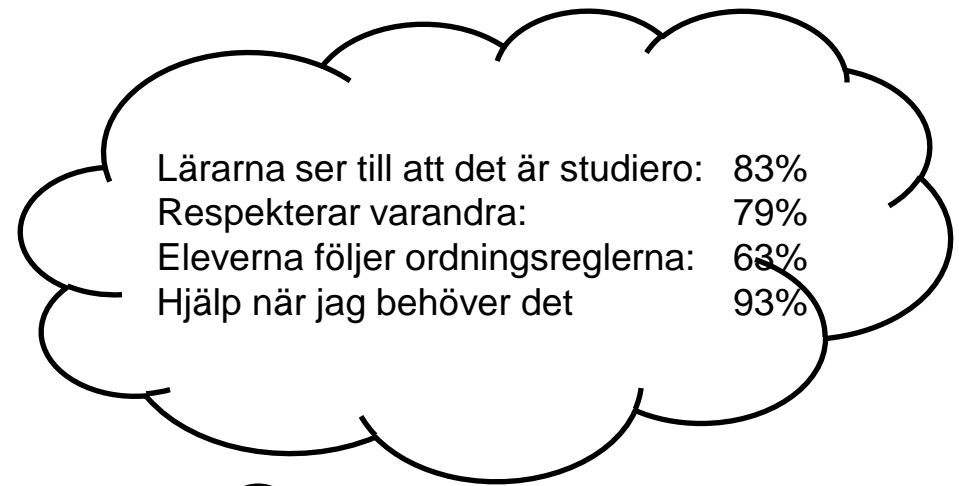 Lärarna ser till att det är studiero: 83%
Respekterar varandra: 79%
Eleverna följer ordningsreglerna: 63%
Hjälp när jag behöver det 93%